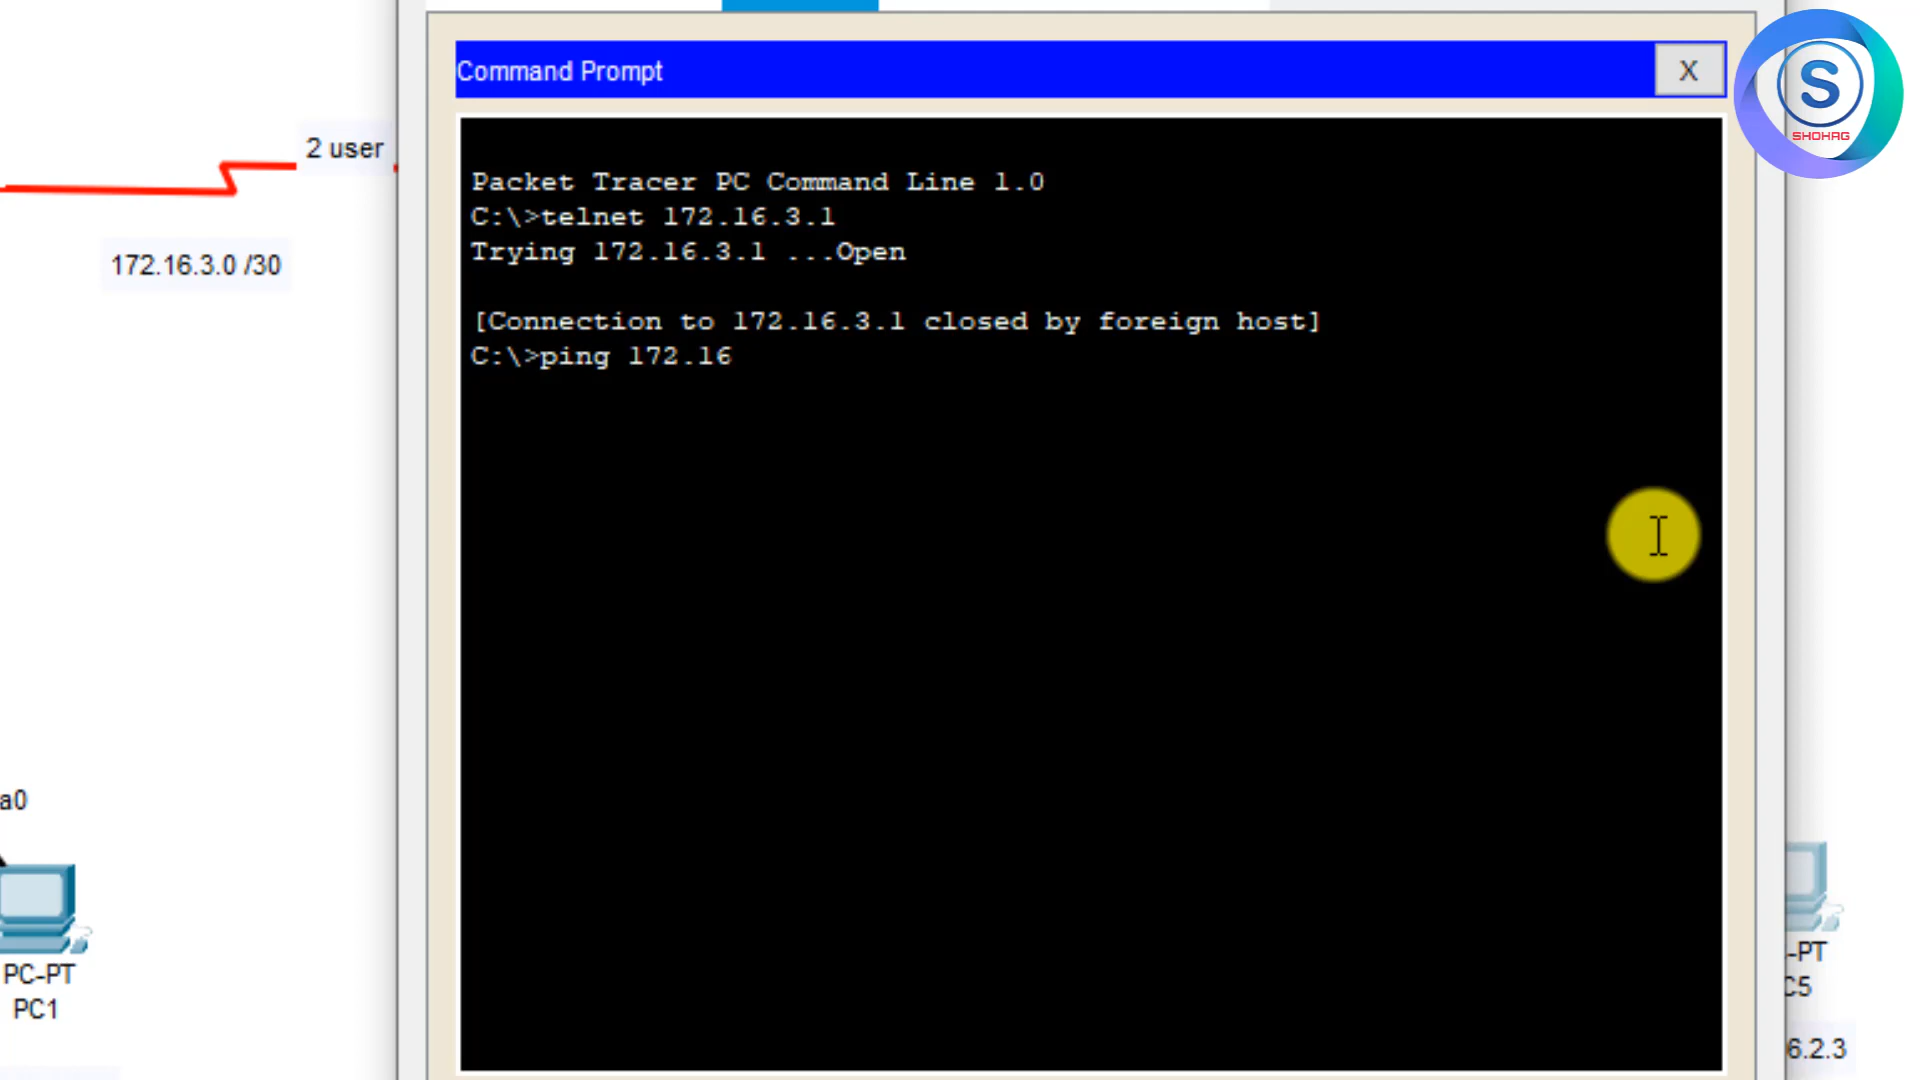 Command Prompt
X
S
SHOHAG
2 user
172.16.3.0 /30
Packet Tracer PC Command Line 1.0
C:\>telnet 172.16.3.1
Trying 172.16.3.1 ...Open
[Connection to 172.16.3.1 closed by foreign host]
C:\>ping 172.16
a0
PC-PT
PC1
-PT
C5
6.2.3